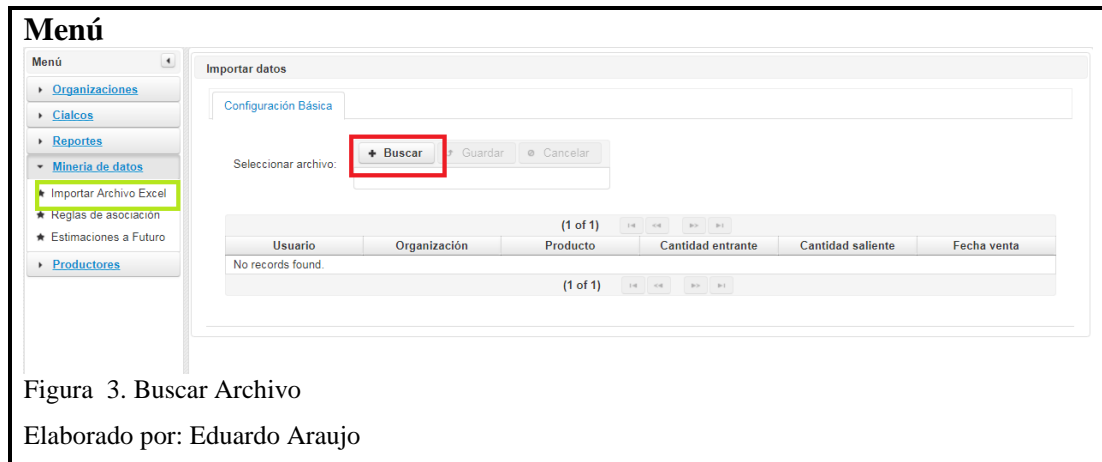 Menú
Menú
Importar datos
Organizaciones
Cialcos
Reportes
Minería de datos
Importar Archivo Excel
Reglas de asociación
Estimaciones a Futuro
Productores
Configuración Básica
Seleccionar archivo:
Buscar
Guardar
Cancelar
(1 of 1)
Usuario Organización Producto Cantidad entrante Cantidad saliente Fecha venta
No records found.
(1 of 1)
Figura 3. Buscar Archivo
Elaborado por: Eduardo Araujo